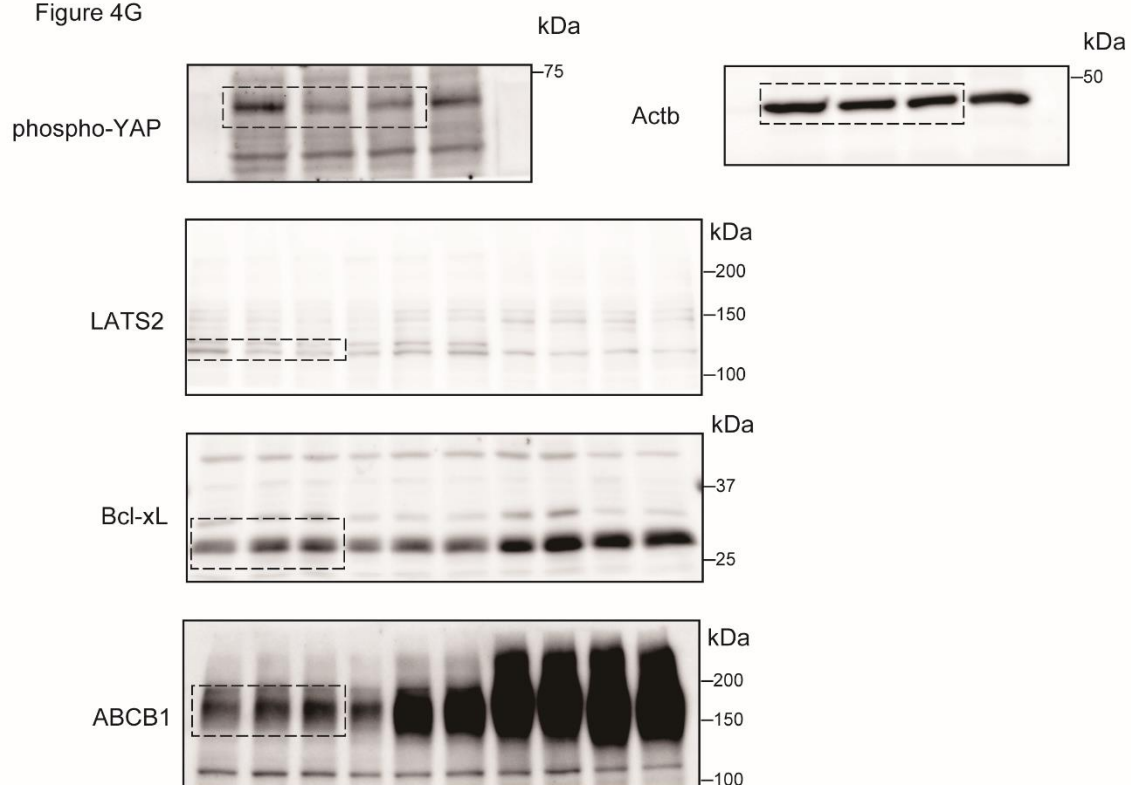 Figure 4G
kDa
–75
phospho-YAP
kDa
–50
Actb
kDa
–200
–150
–100
LATS2
kDa
–37
–25
Bcl-xL
kDa
–200
–150
–100
ABCB1